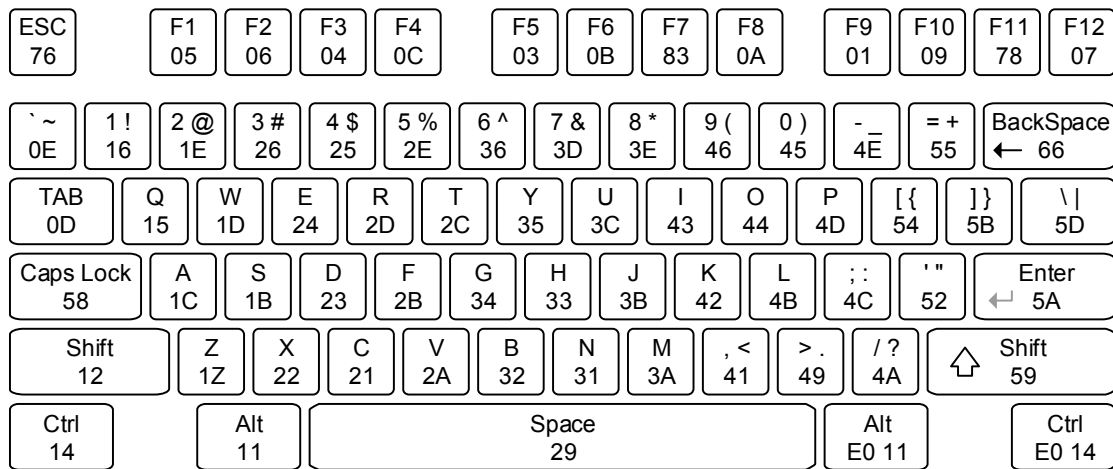 ESC F1 F2 F3 F4 F5 F6 F7 F8 F9 F10 F11 F12
76 05 06 04 0C 03 0B 83 0A 01 09 78 07
` ~ 1 ! 2 @ 3 # 4 $ 5 % 6 ^ 7 & 8 * 9 ( 0 ) - _ = + BackSpace
0E 16 1E 26 25 2E 36 3D 3E 46 45 4E 55 ← 66
TAB Q W E R T Y U I O P [ { ] } \ |
0D 15 1D 24 2D 2C 35 3C 43 44 4D 54 5B 5D
Caps Lock A S D F G H J K L ; : ' " Enter
58 1C 1B 23 2B 34 33 3B 42 4B 4C 52 ↵ 5A
Shift Z X C V B N M , < > . / ? Shift
12 1Z 22 21 2A 32 31 3A 41 49 4A ⇧ 59
Ctrl Alt Space Alt Ctrl
14 11 29 E0 11 E0 14